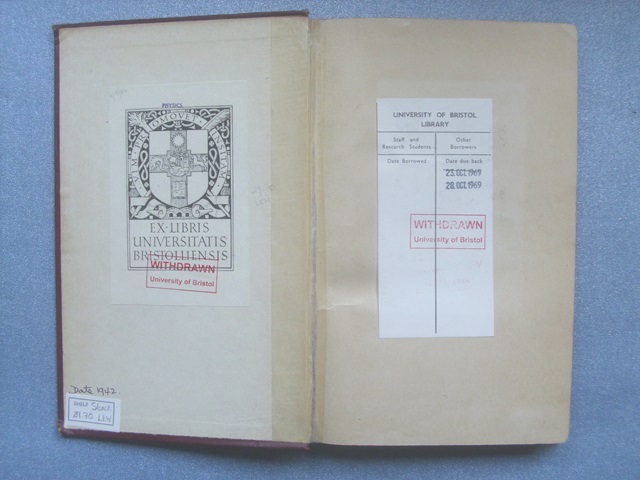 PHYSICS
EX·LIBRIS
UNIVERSITATIS
BRISTOLLIENSIS
WITHDRAWN
University of Bristol
Date 1942.
UNIVERSITY OF BRISTOL
LIBRARY
Staff and
Research Students
Other
Borrowers
Date Borrowed
Date due back
23. OCT. 1969
28. OCT. 1969
WITHDRAWN
University of Bristol